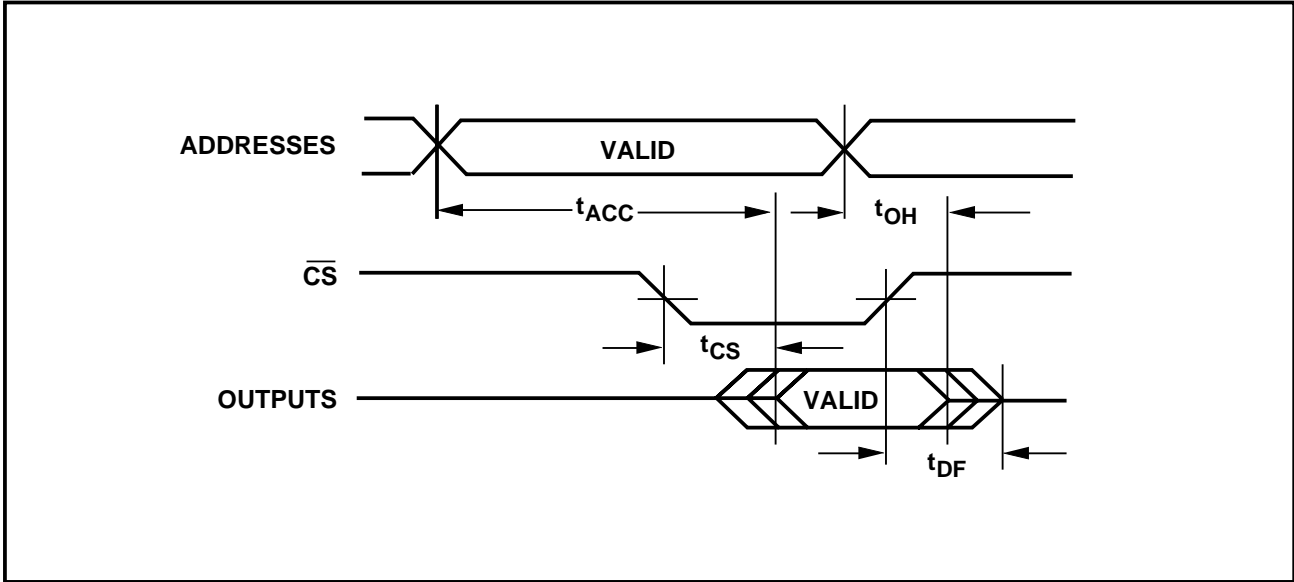 ADDRESSES
VALID
tACC
tOH
CS
tCS
OUTPUTS
VALID
tDF